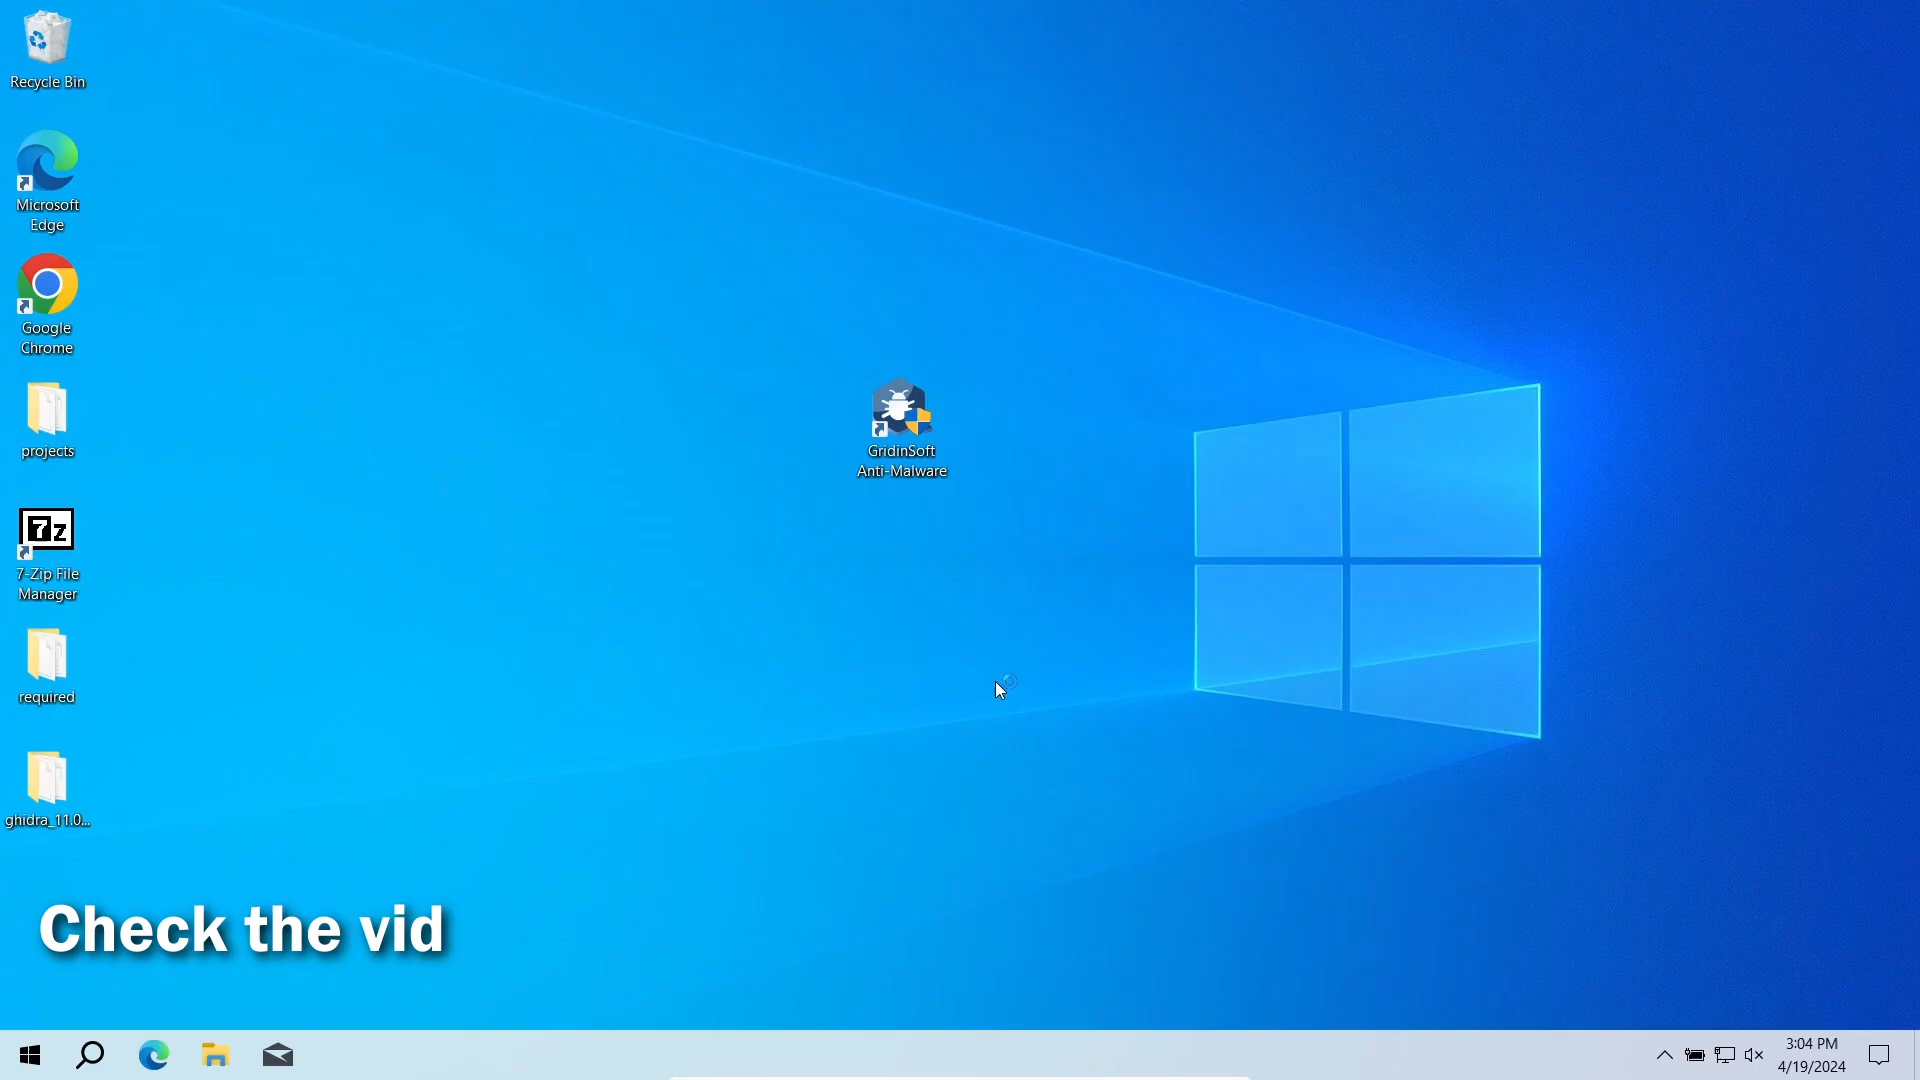 Recycle Bin
Microsoft
Edge
Google
Chrome
projects
7z
7-Zip File
Manager
required
ghidra_11.0...
GridinSoft
Anti-Malware
Check the vid
3:04 PM
4/19/2024